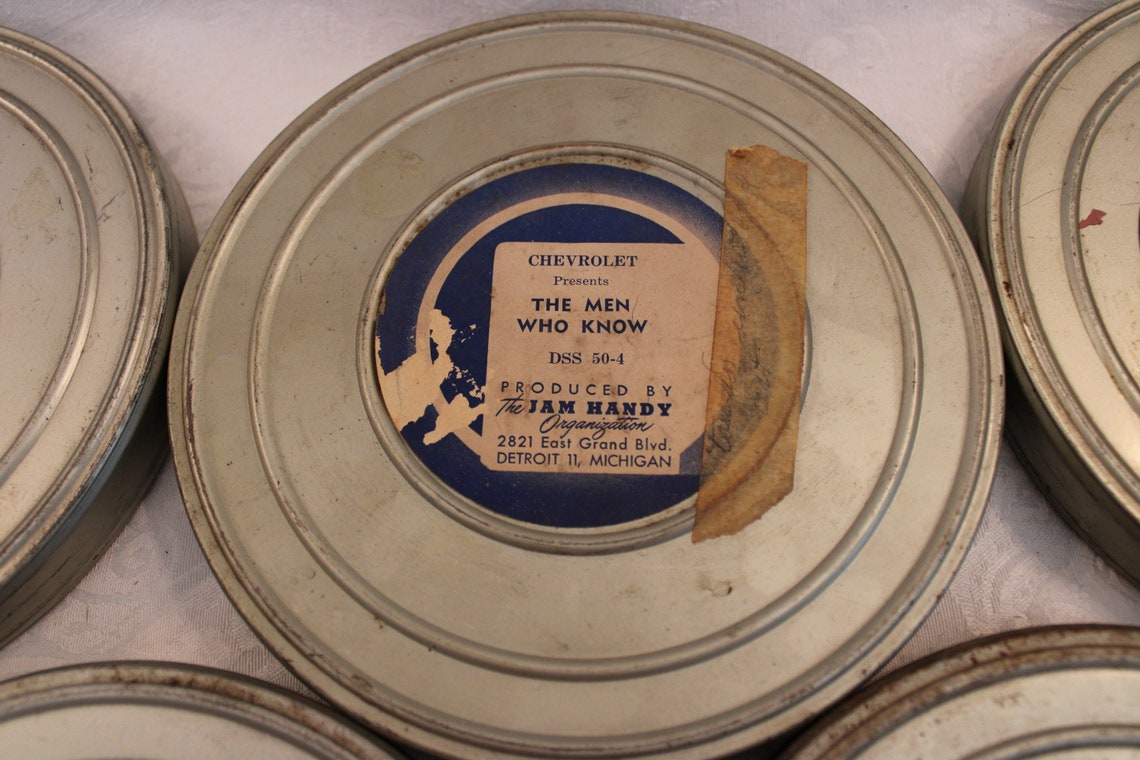 CHEVROLET
Presents
THE MEN
WHO KNOW
DSS 50-4
PRODUCED BY
The JAM HANDY
Organization
2821 East Grand Blvd.
DETROIT 11, MICHIGAN